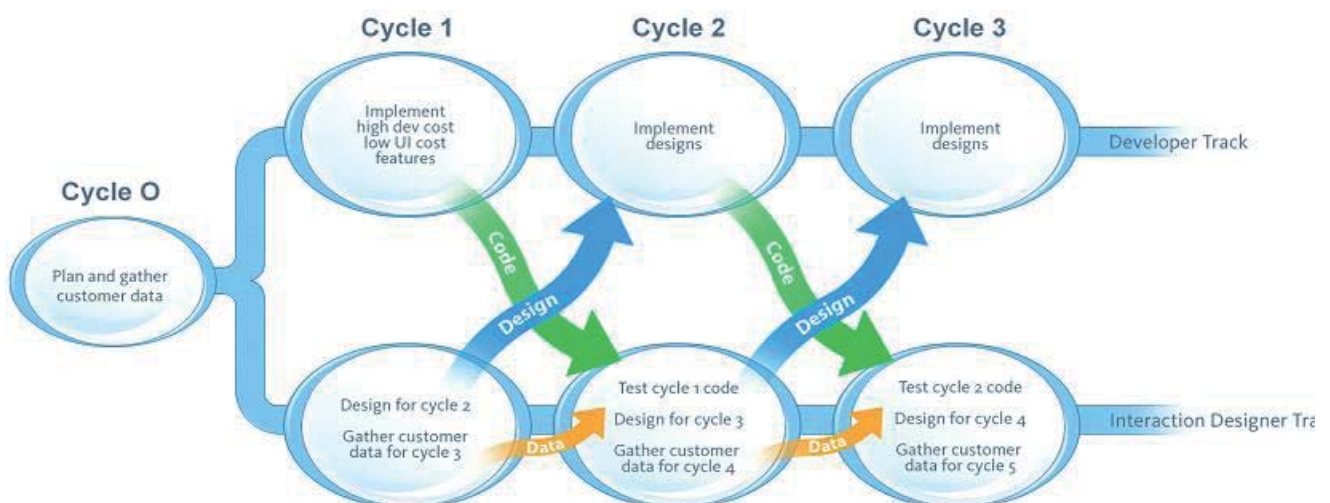 Cycle 1
Cycle 2
Cycle 3
Implement
high dev cost
low UI cost
features
Implement
designs
Implement
designs
Developer Track
Cycle O
Plan and gather
customer data
Code
Design
Code
Design
Design for cycle 2
Gather customer
data for cycle 3
Data
Test cycle 1 code
Design for cycle 3
Gather customer
data for cycle 4
Data
Test cycle 2 code
Design for cycle 4
Gather customer
data for cycle 5
Interaction Designer Tra